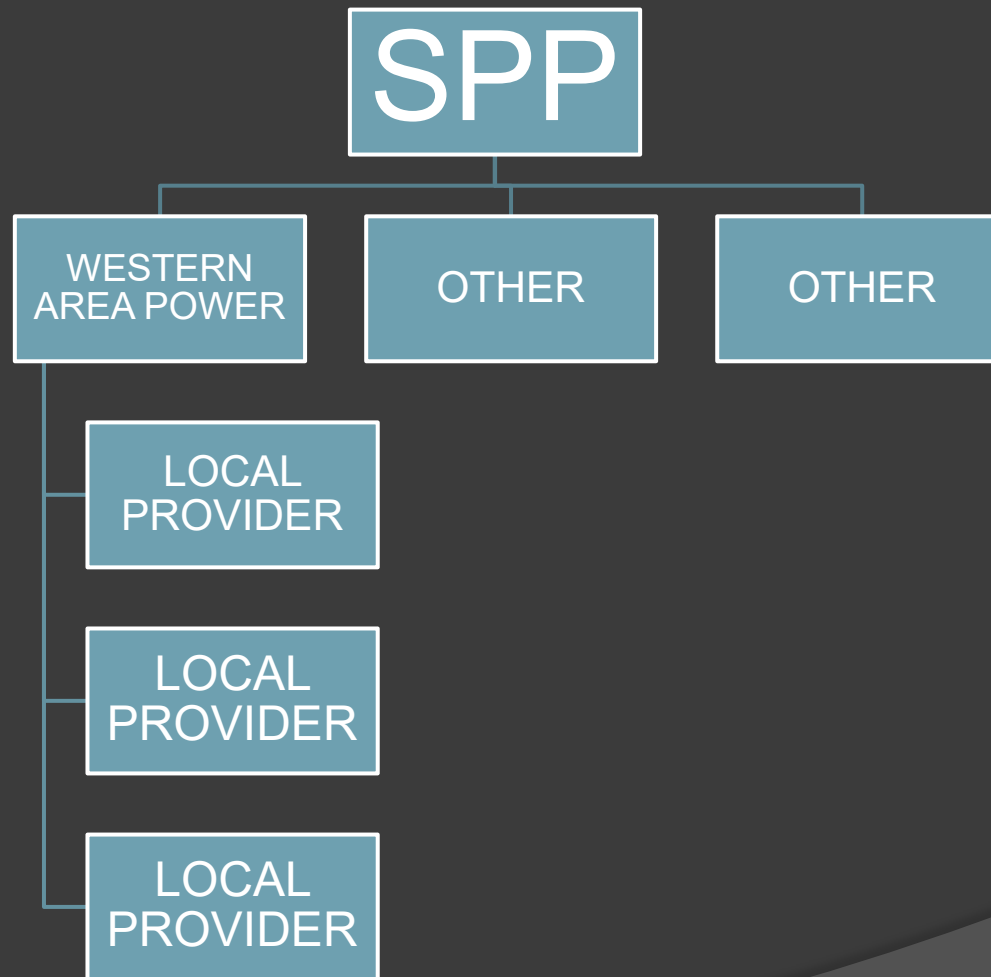 SPP
WESTERN
AREA POWER
OTHER
OTHER
LOCAL
PROVIDER
LOCAL
PROVIDER
LOCAL
PROVIDER